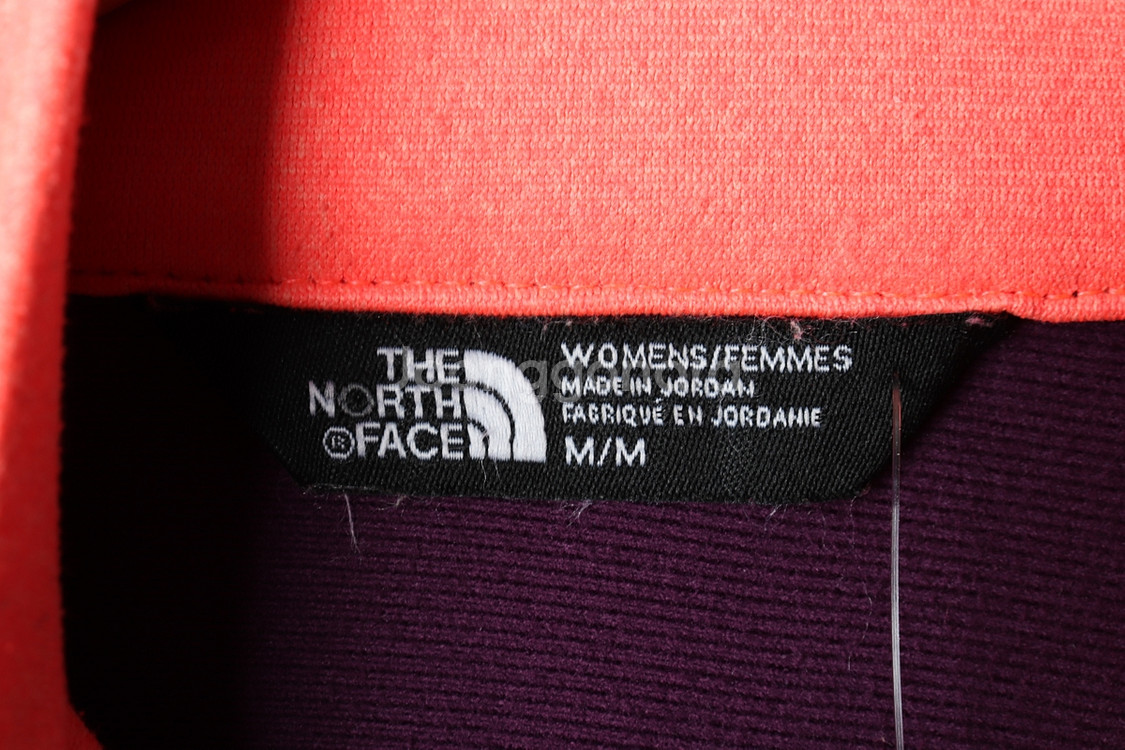 THE
NORTH
®FACE
WOMENS/FEMMES
MADE IN JORDAN
FABRIQUÉ EN JORDANIE
M/M